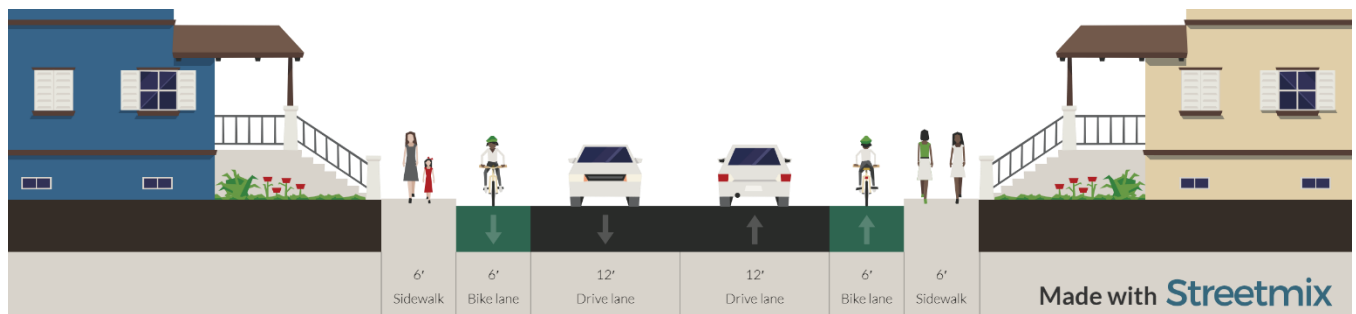 6′ 6′ 12′ 12′ 6′ 6′
Sidewalk Bike lane Drive lane Drive lane Bike lane Sidewalk
Made with Streetmix